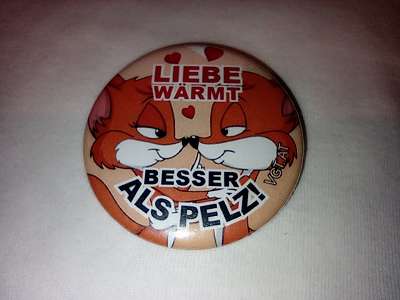 LIEBE
WÄRMT
BESSER
ALS PELZ!
VGT.AT